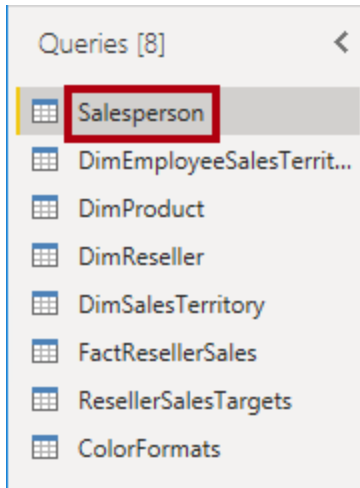 Queries [8]
Salesperson
DimEmployeeSalesTerrit...
DimProduct
DimReseller
DimSalesTerritory
FactResellerSales
ResellerSalesTargets
ColorFormats